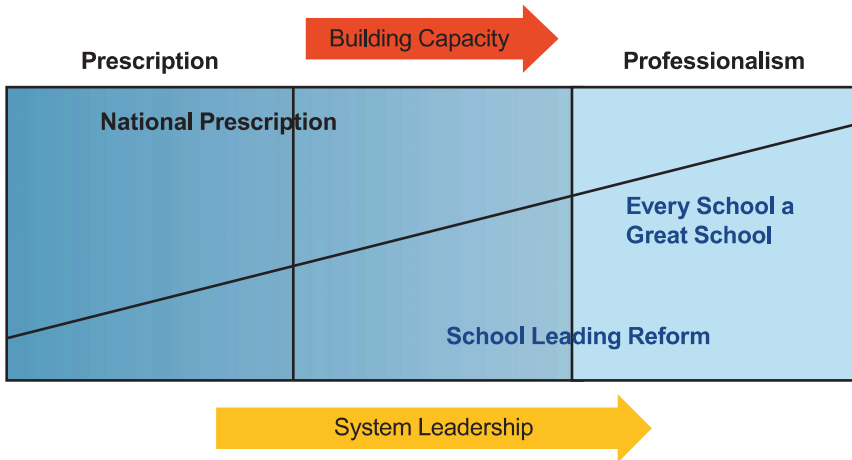 Building Capacity
Prescription
Professionalism
National Prescription
Every School a
Great School
School Leading Reform
System Leadership